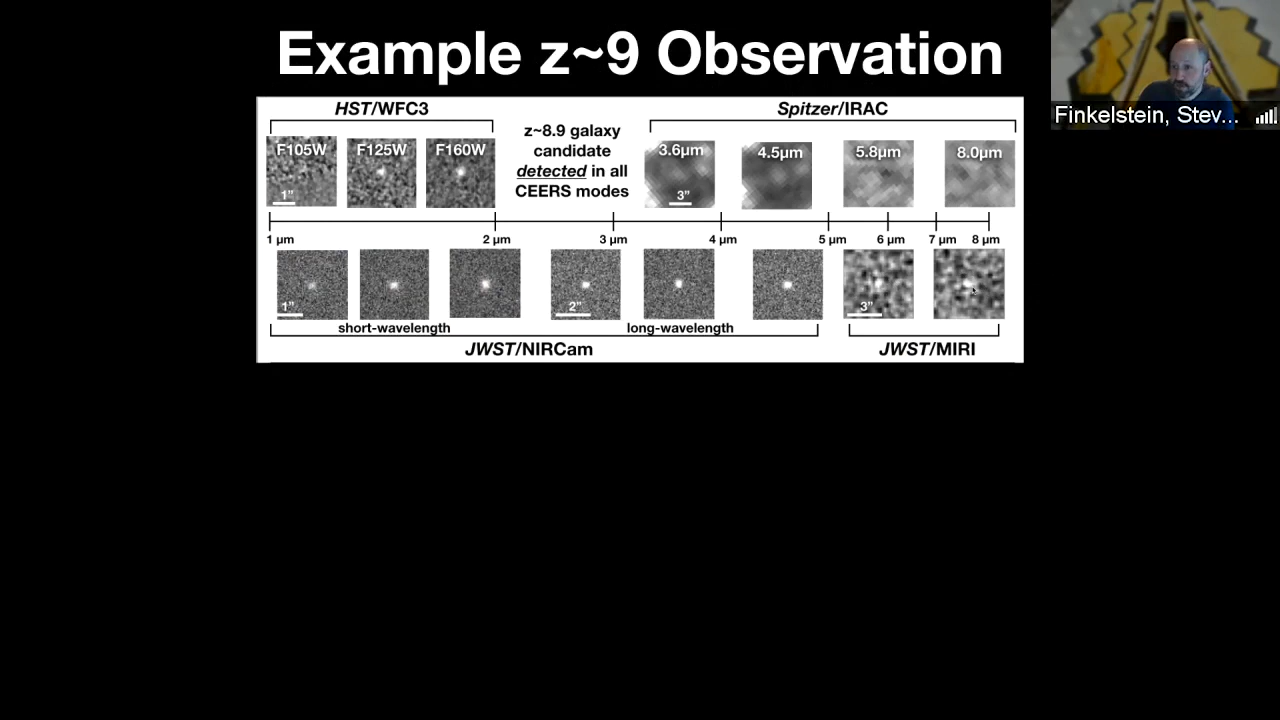 Example z~9 Observation
Finkelstein, Stev...
HST/WFC3
Spitzer/IRAC
F105W
F125W
F160W
1”
z~8.9 galaxy
candidate
detected in all
CEERS modes
3.6µm
4.5µm
5.8µm
8.0µm
3”
1 µm
2 µm
3 µm
4 µm
5 µm
6 µm
7 µm
8 µm
1”
2”
3”
short-wavelength
long-wavelength
JWST/NIRCam
JWST/MIRI